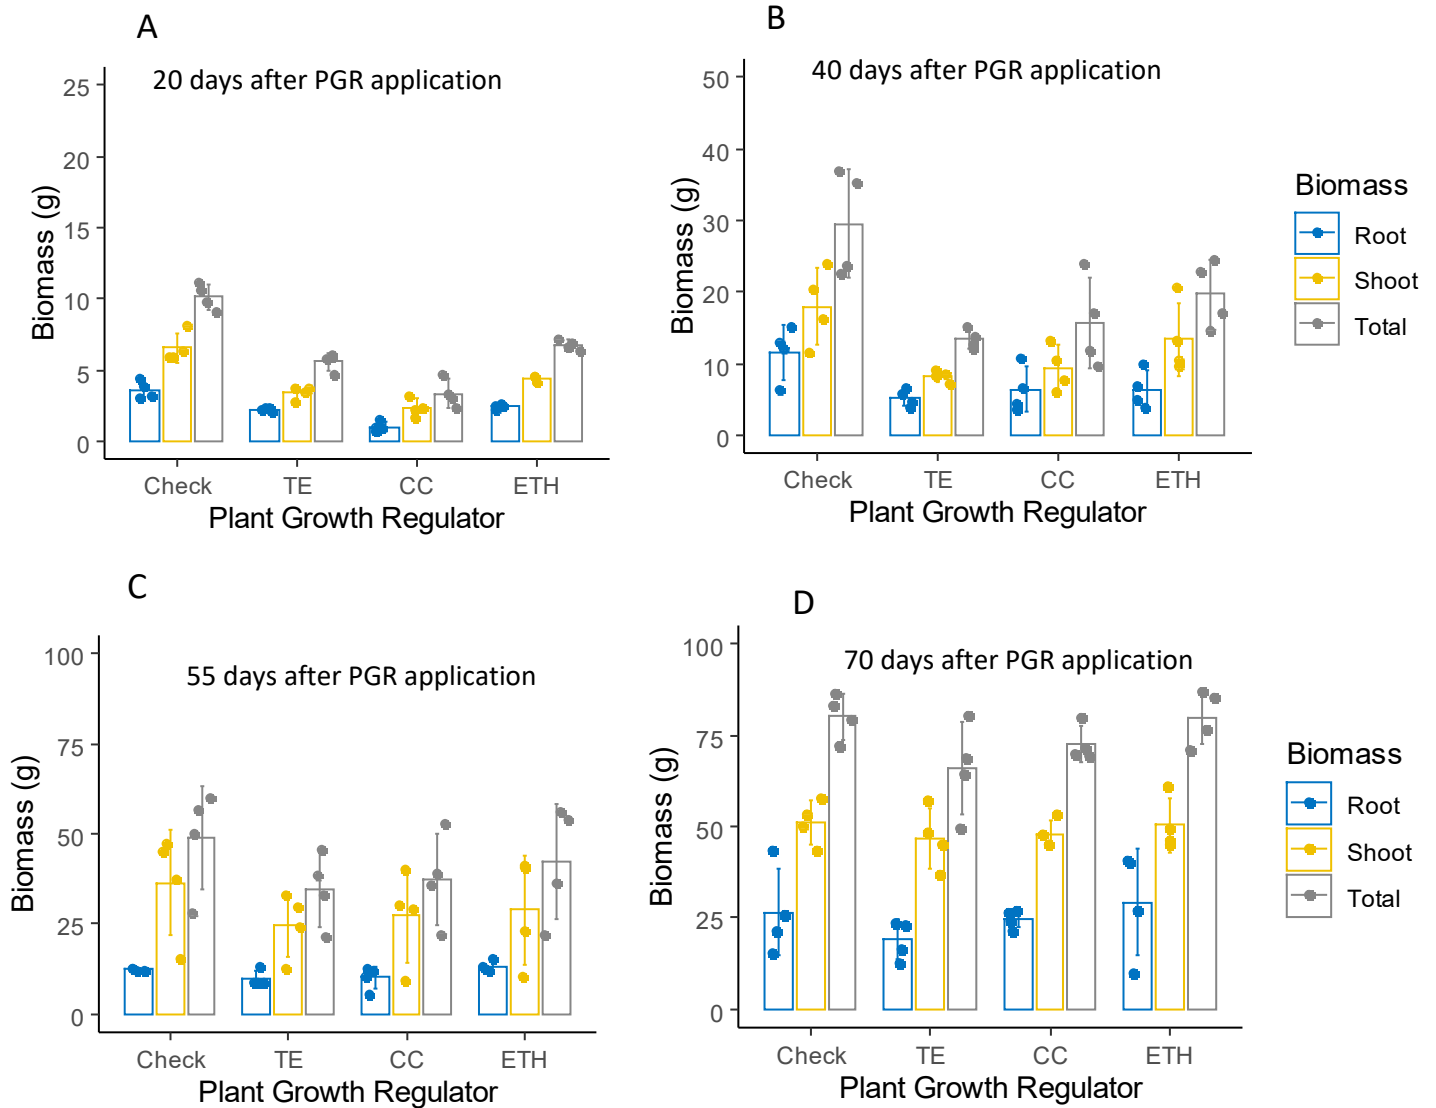 A
20 days after PGR application
Biomass (g)
25
20
15
10
5
0
Check TE CC ETH
Plant Growth Regulator
B
40 days after PGR application
Biomass (g)
50
40
30
20
10
0
Check TE CC ETH
Plant Growth Regulator
Biomass
Root
Shoot
Total
C
55 days after PGR application
Biomass (g)
100
75
50
25
0
Check TE CC ETH
Plant Growth Regulator
D
70 days after PGR application
Biomass (g)
100
75
50
25
0
Check TE CC ETH
Plant Growth Regulator
Biomass
Root
Shoot
Total